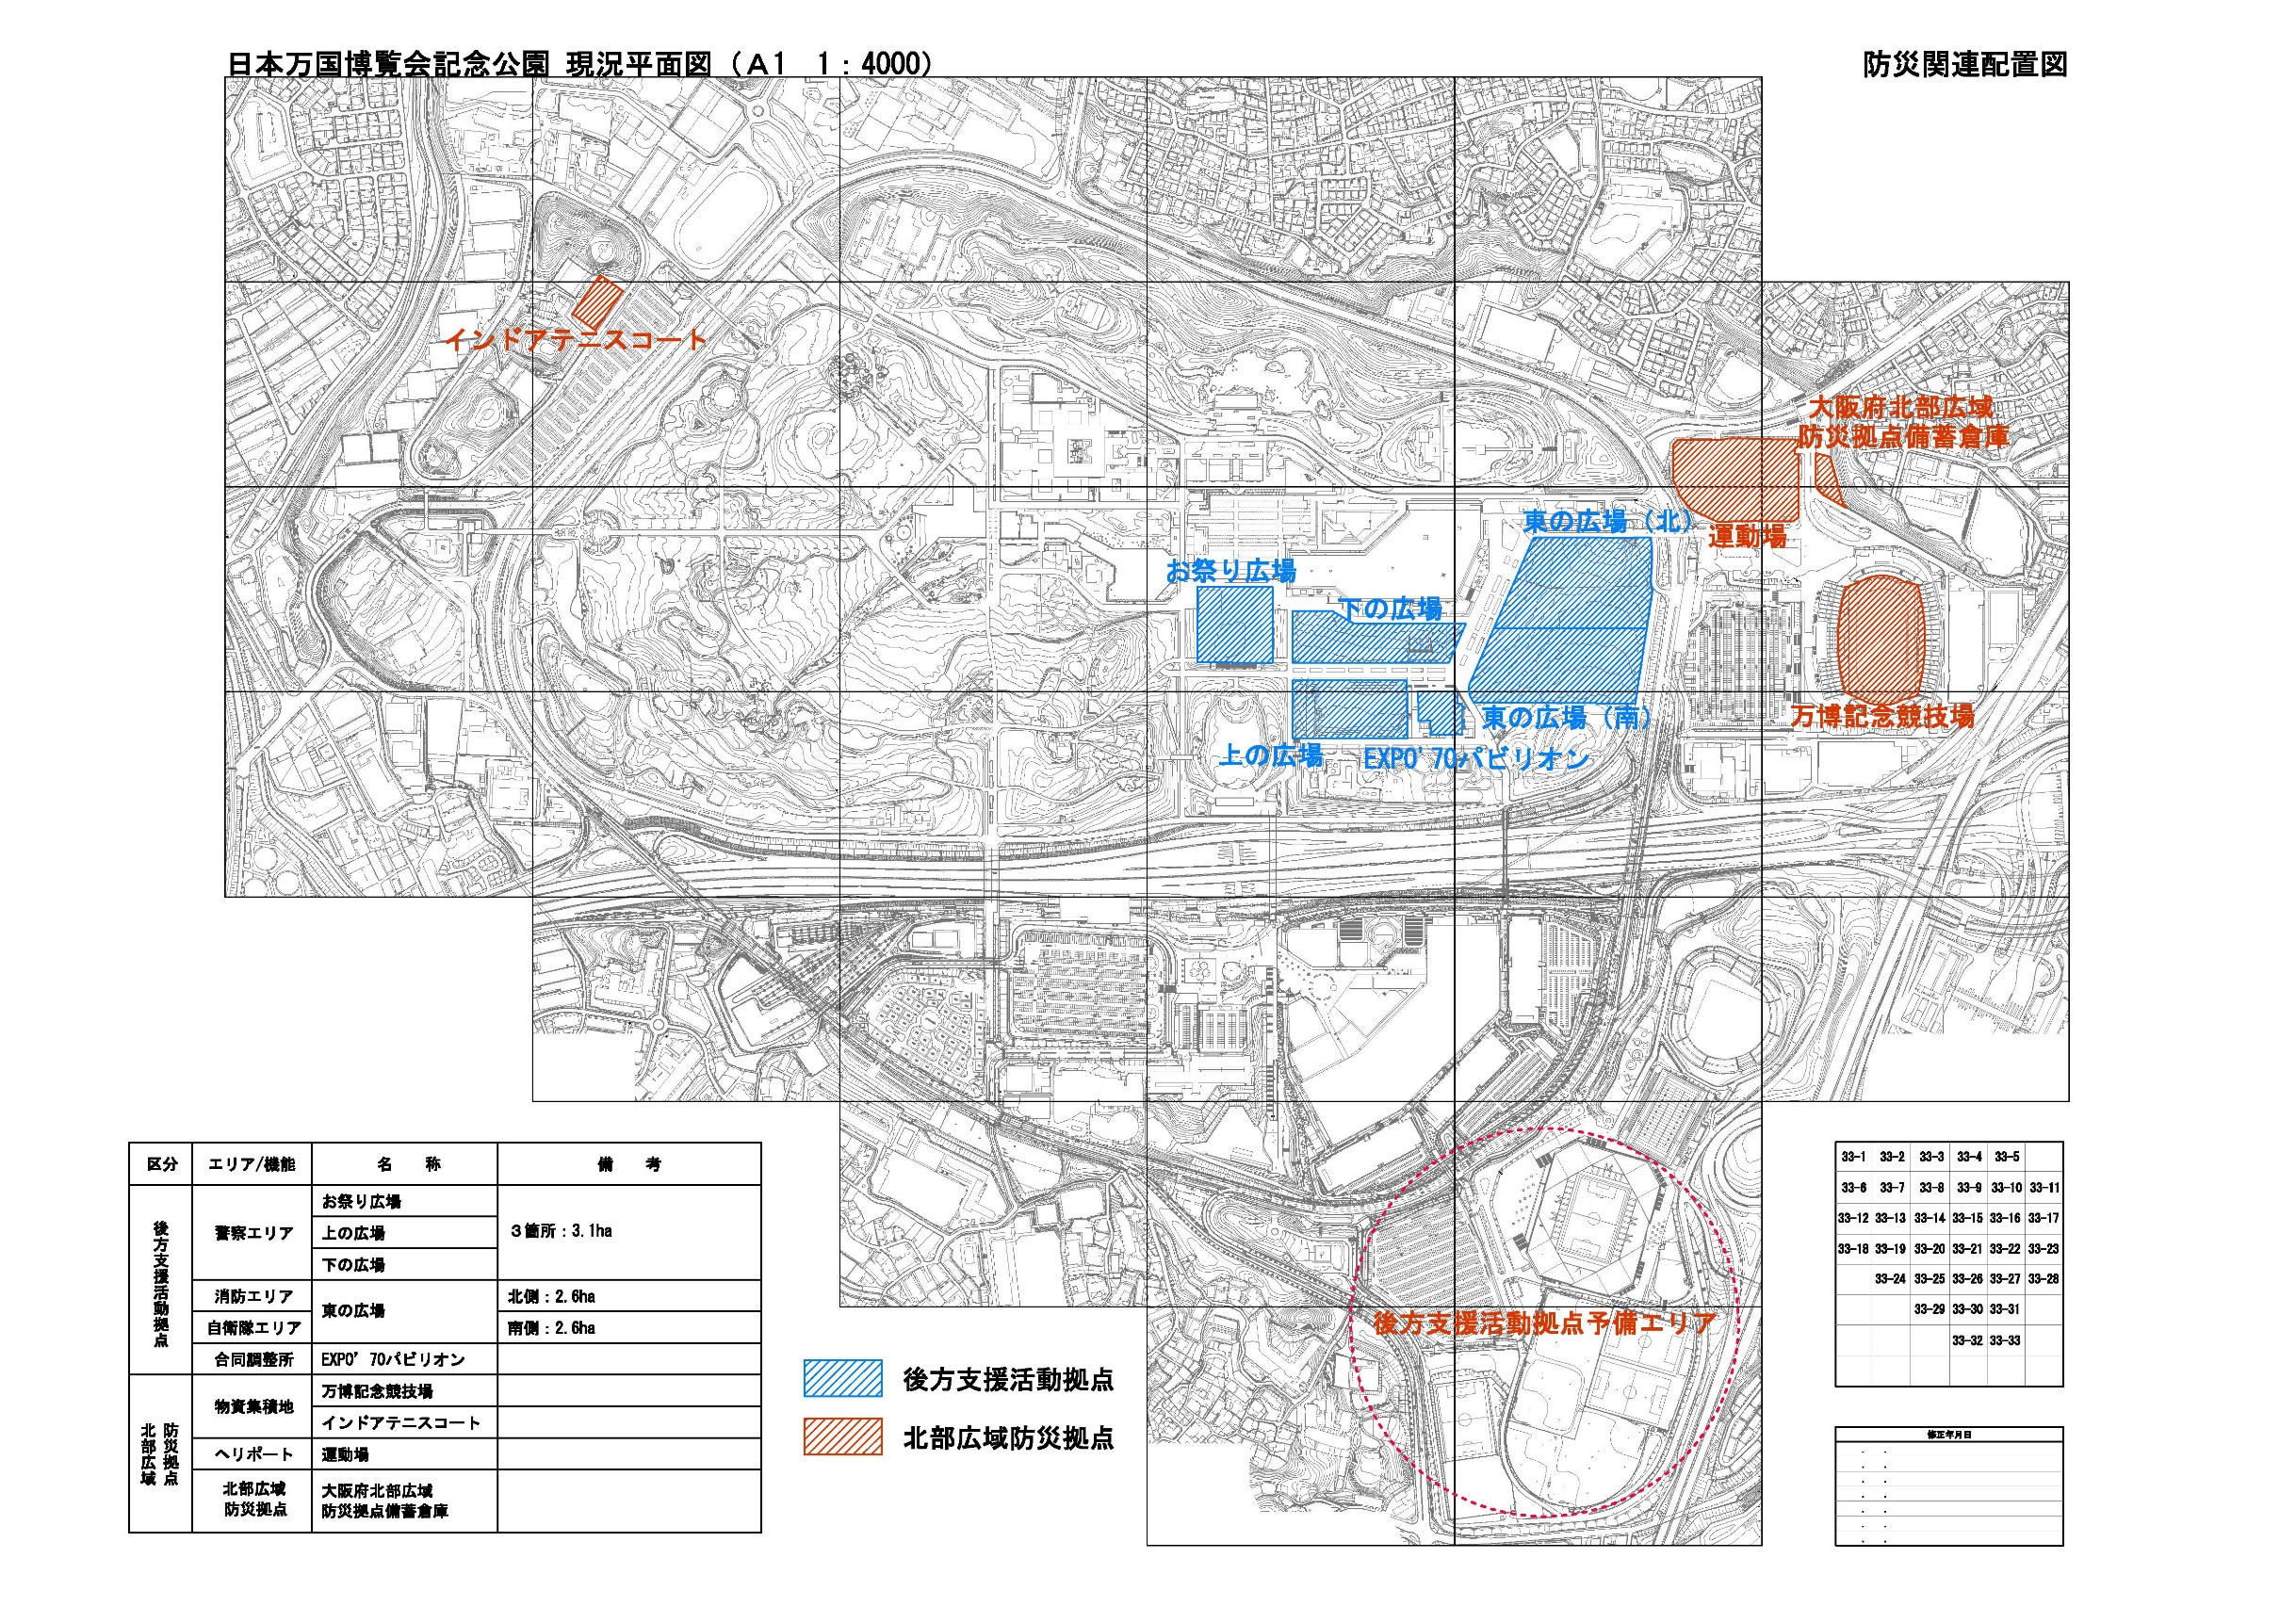 日本万国博覧会記念公園 現況平面図（A1　1：4000）
防災関連配置図
インドアテニスコート
大阪府北部広域
防災拠点備蓄倉庫
東の広場（北）
運動場
お祭り広場
下の広場
万博記念競技場
東の広場（南）
上の広場
EXPO'70パビリオン
後方支援活動拠点予備エリア
区分 エリア/機能 名　称 備　考
後方支援活動拠点
警察エリア
お祭り広場
上の広場
下の広場
3箇所：3.1ha
消防エリア
自衛隊エリア
東の広場
北側：2.6ha
南側：2.6ha
合同調整所 EXPO'70パビリオン
北部広域
防災拠点
物資集積地
万博記念競技場
インドアテニスコート
ヘリポート 運動場
北部広域
防災拠点
大阪府北部広域
防災拠点備蓄倉庫
後方支援活動拠点
北部広域防災拠点
33-1 33-2 33-3 33-4 33-5
33-6 33-7 33-8 33-9 33-10 33-11
33-12 33-13 33-14 33-15 33-16 33-17
33-18 33-19 33-20 33-21 33-22 33-23
33-24 33-25 33-26 33-27 33-28
33-29 33-30 33-31
33-32 33-33
修正年月日